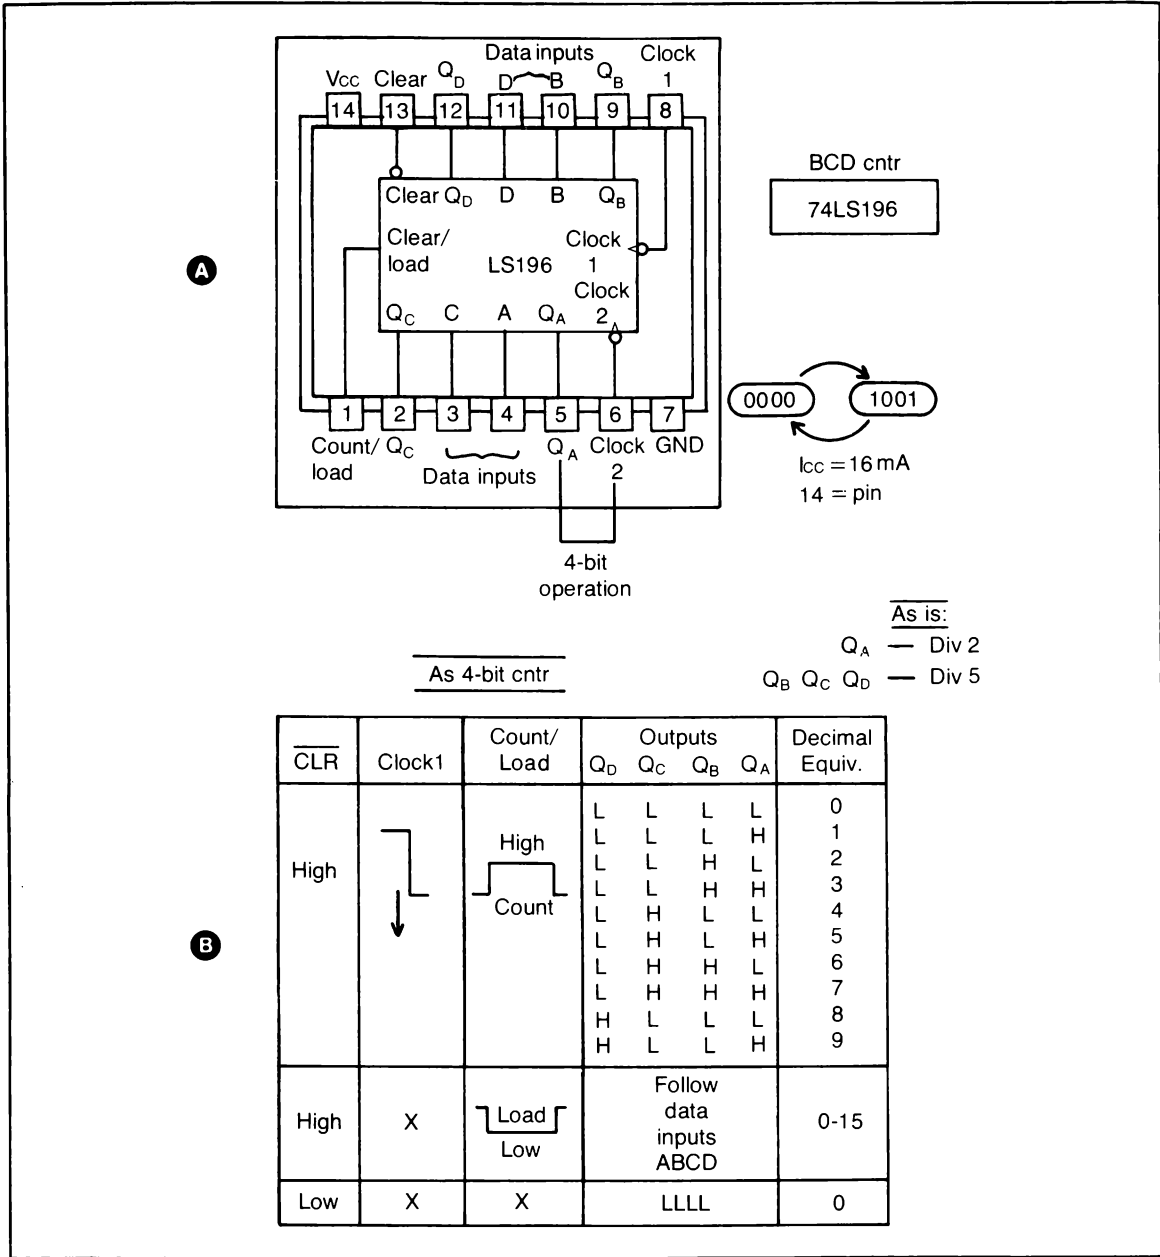 Data inputs Clock
Vcc Clear QD D B QB 1
14 13 12 11 10 9 8
Clear QD D B QB
Clear/ Clock
load LS196 1
Clock
QC C A QA 2
1 2 3 4 5 6 7
Count/ QC QA Clock GND
load Data inputs 2
4-bit
operation
A
BCD cntr
74LS196
0000 1001
Icc = 16 mA
14 = pin
As is:
QA — Div 2
QB QC QD — Div 5
As 4-bit cntr
B
CLR Clock1 Count/ Outputs Decimal
Load QD QC QB QA Equiv.
L L L L 0
L L L H 1
High L L H L 2
High L L H H 3
Count L H L L 4
L H L H 5
L H H L 6
L H H H 7
H L L L 8
H L L H 9
High X Load Follow 0-15
Low data
inputs
ABCD
Low X X LLLL 0